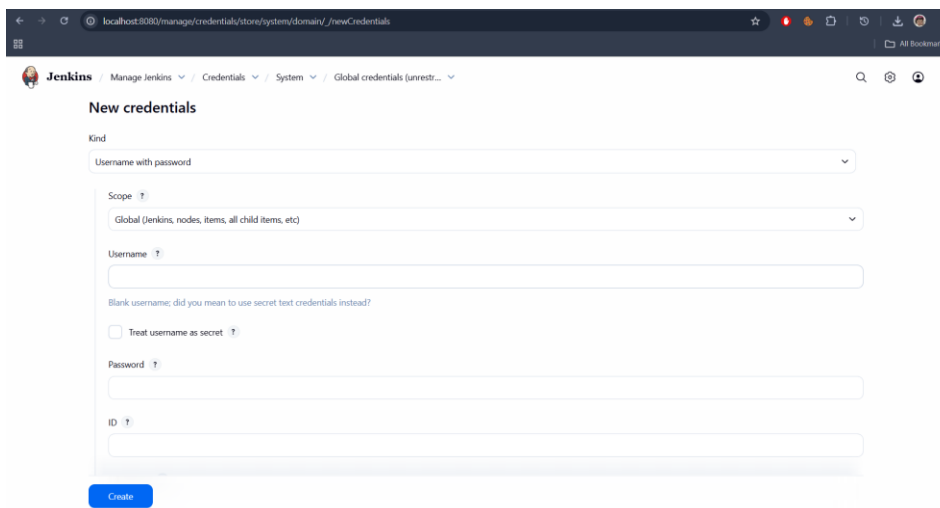 localhost:8080/manage/credentials/store/system/domain/_/newCredentials
All Bookmar
Jenkins / Manage Jenkins / Credentials / System / Global credentials (unrestr... 
New credentials
Kind
Username with password
Scope ?
Global (Jenkins, nodes, items, all child items, etc)
Username ?
Blank username; did you mean to use secret text credentials instead?
Treat username as secret ?
Password ?
ID ?
Create